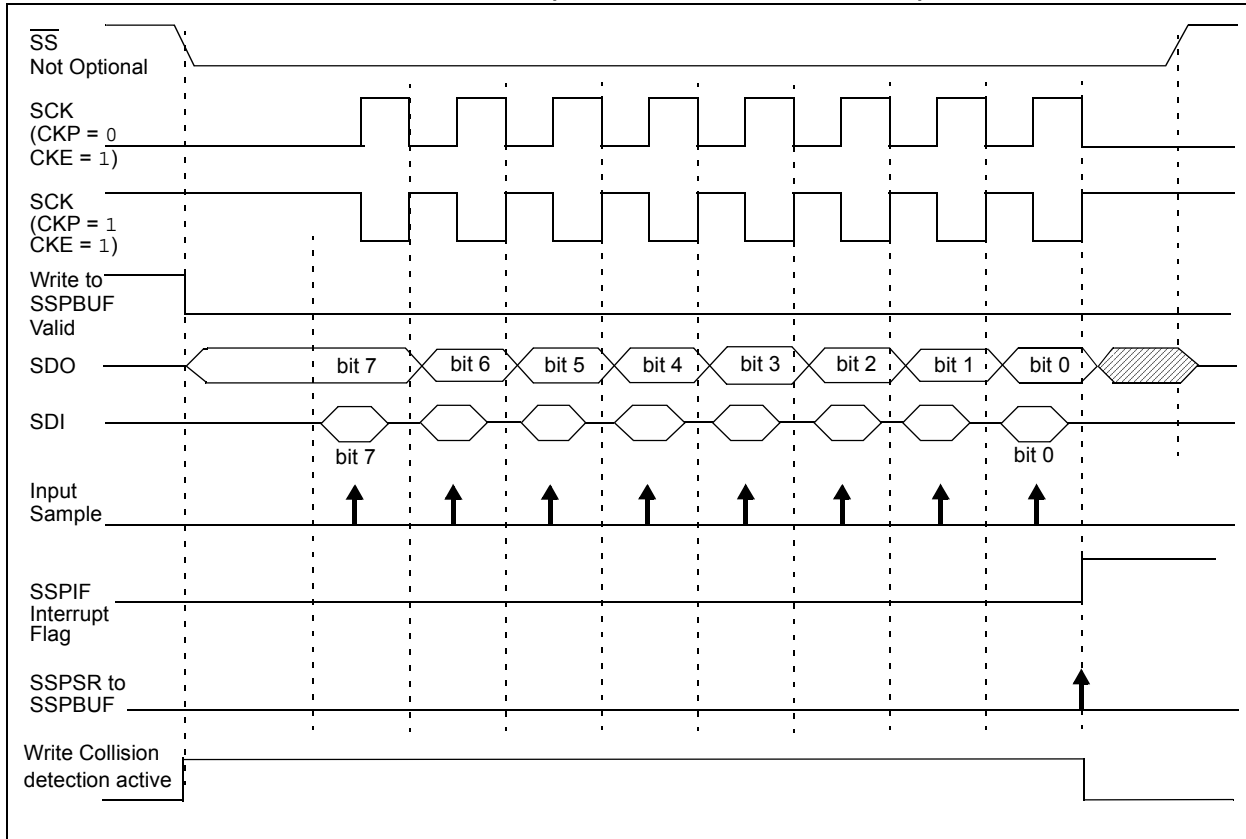 SS
Not Optional
SCK
(CKP = 0
CKE = 1)
SCK
(CKP = 1
CKE = 1)
Write to
SSPBUF
Valid
SDO
bit 7
bit 6
bit 5
bit 4
bit 3
bit 2
bit 1
bit 0
SDI
bit 7
bit 0
Input
Sample
SSPIF
Interrupt
Flag
SSPSR to
SSPBUF
Write Collision
detection active